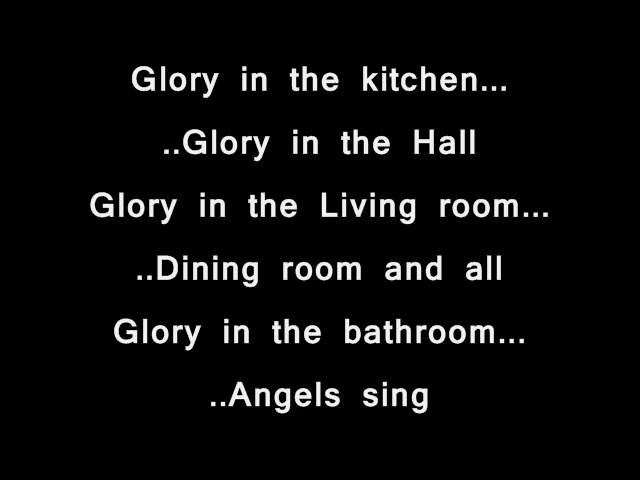 Glory in the kitchen...
..Glory in the Hall
Glory in the Living room...
..Dining room and all
Glory in the bathroom...
..Angels sing